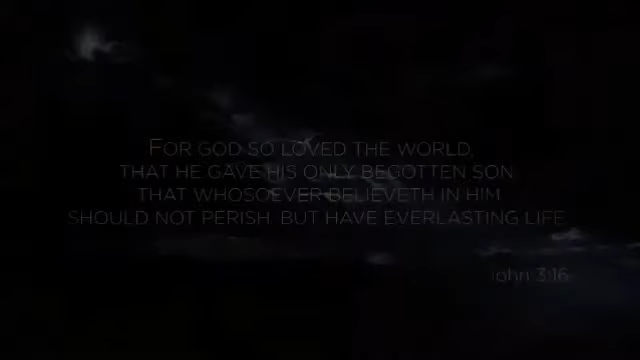 FOR GOD SO LOVED THE WORLD,
THAT HE GAVE HIS ONLY BEGOTTEN SON
THAT WHOSOEVER BELIEVETH IN HIM
SHOULD NOT PERISH, BUT HAVE EVERLASTING LIFE
John 3:16